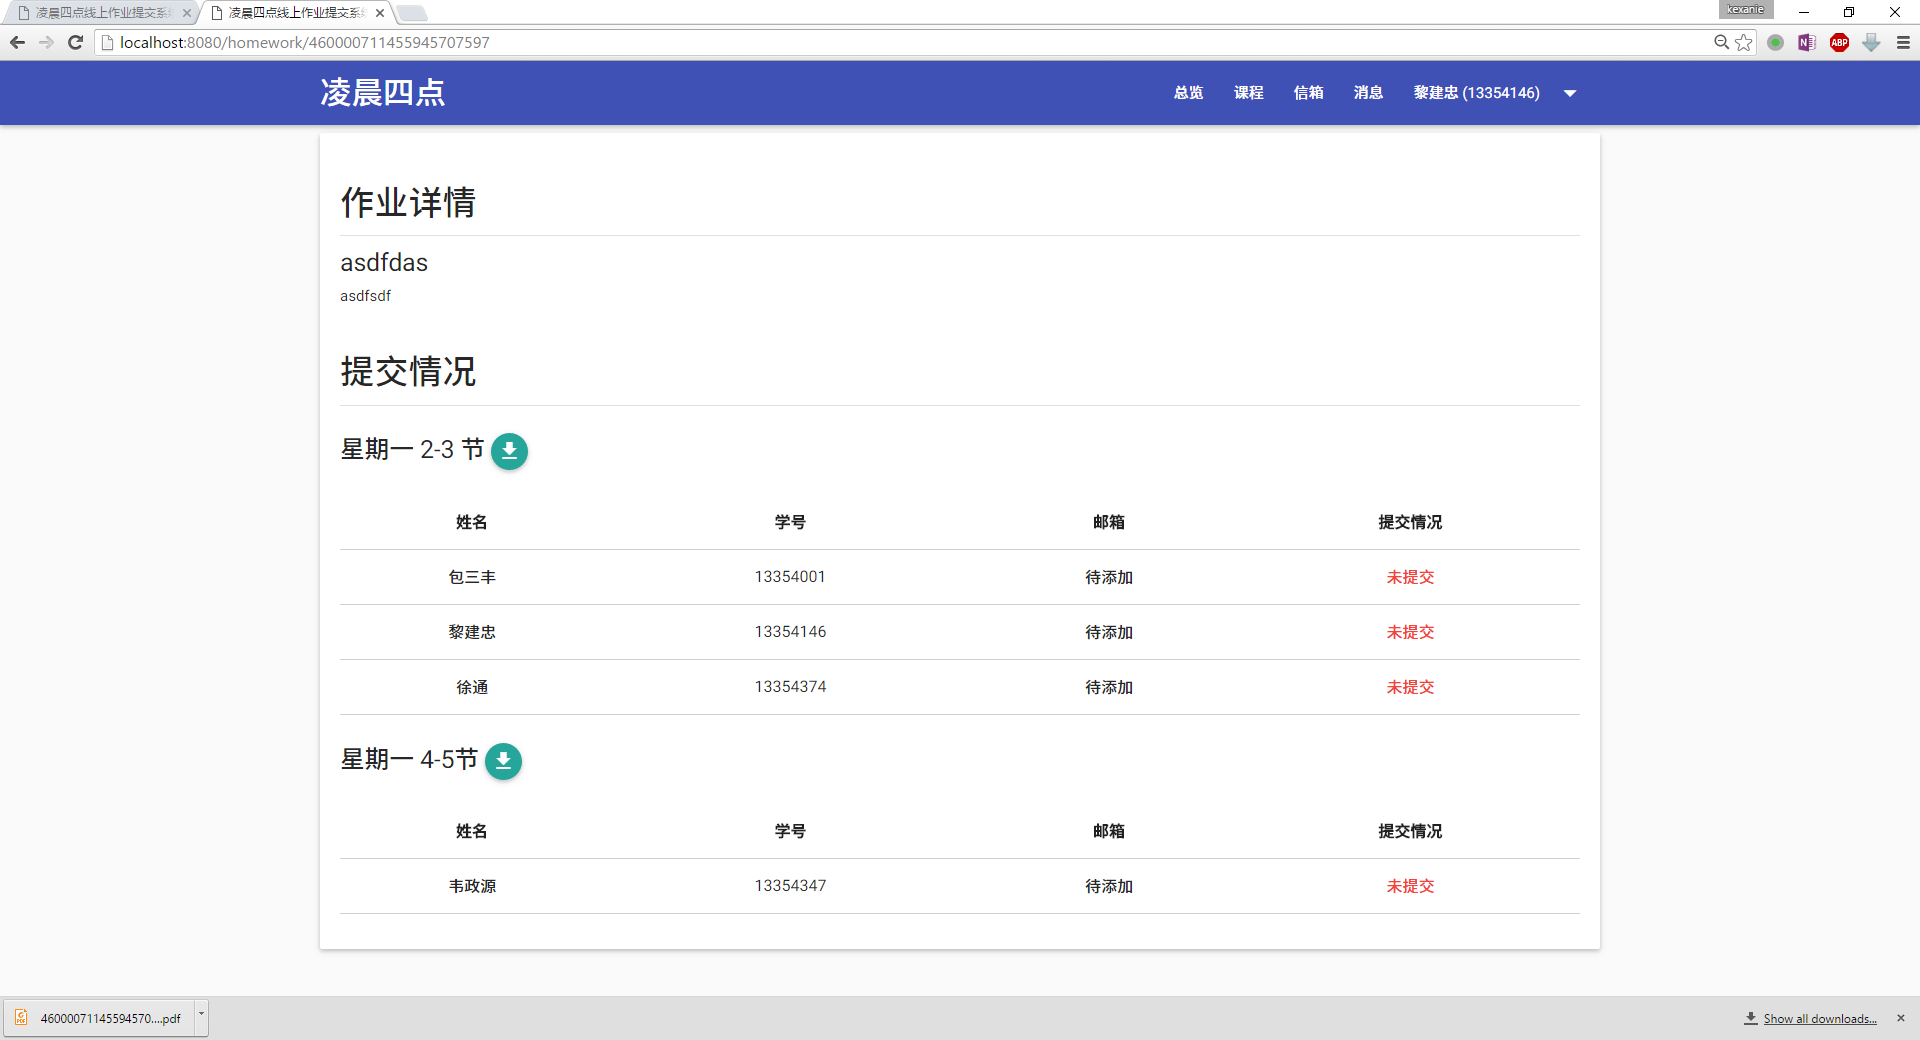 凌晨四点线上作业提交系
凌晨四点线上作业提交系
kexanie
localhost:8080/homework/460000711455945707597
凌晨四点
总览 课程 信箱 消息 黎建忠 (13354146)
作业详情
asdfdas
asdfsdf
提交情况
星期一 2-3 节
姓名 学号 邮箱 提交情况
包三丰 13354001 待添加 未提交
黎建忠 13354146 待添加 未提交
徐通 13354374 待添加 未提交
星期一 4-5节
姓名 学号 邮箱 提交情况
韦政源 13354347 待添加 未提交
46000071145594570....pdf
Show all downloads...